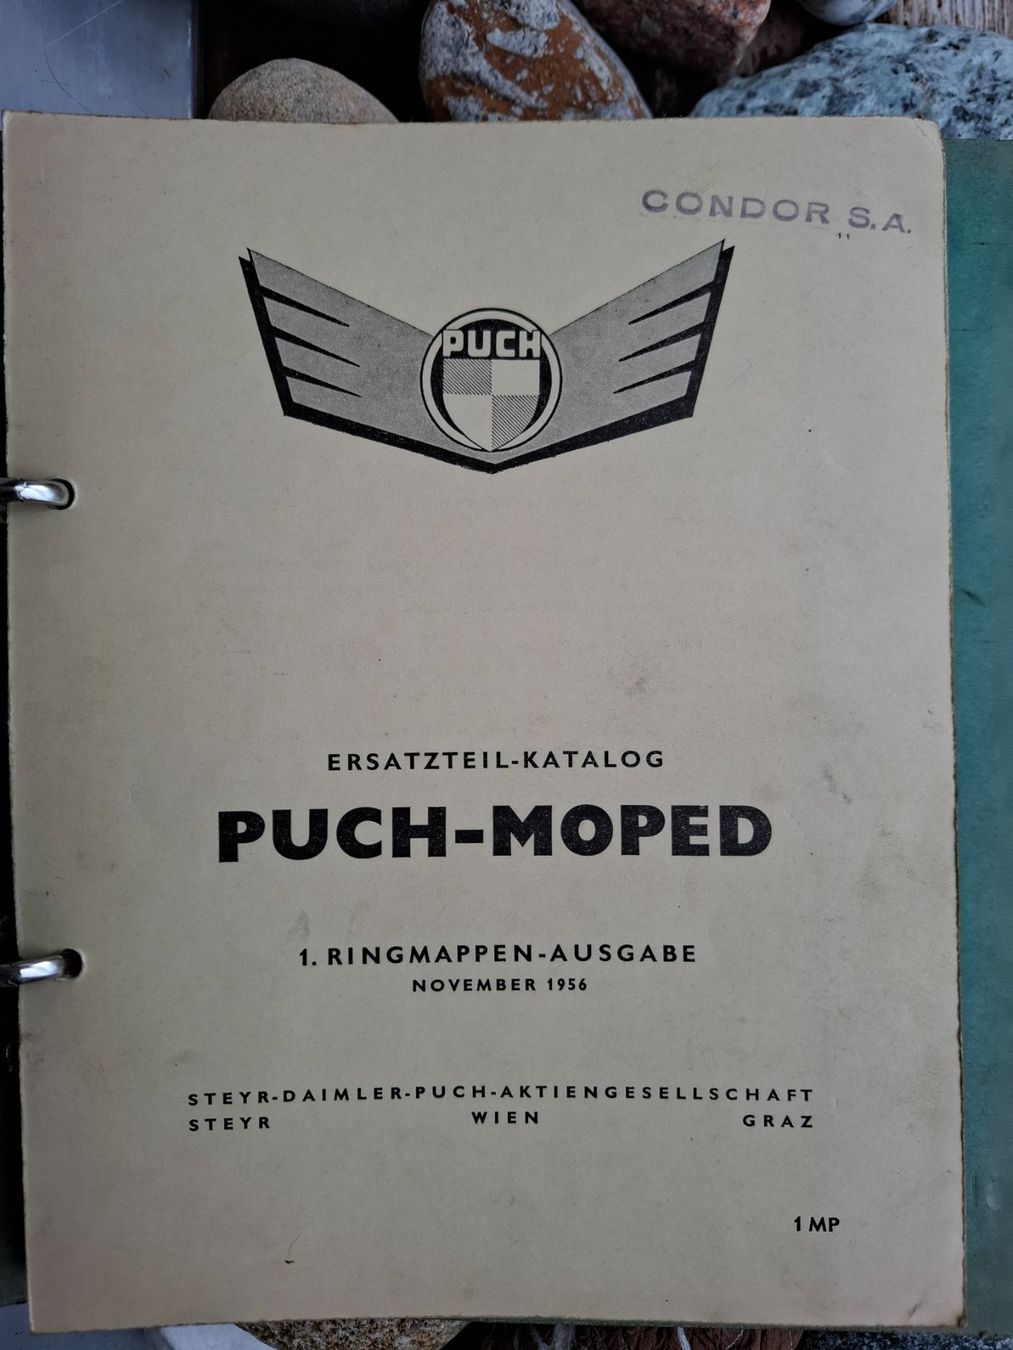 CONDOR S.A.
PUCH
ERSATZTEIL-KATALOG
PUCH-MOPED
1. RINGMAPPEN-AUSGABE
NOVEMBER 1956
STEYR-DAIMLER-PUCH-AKTIENGESELLSCHAFT
STEYR WIEN GRAZ
1 MP